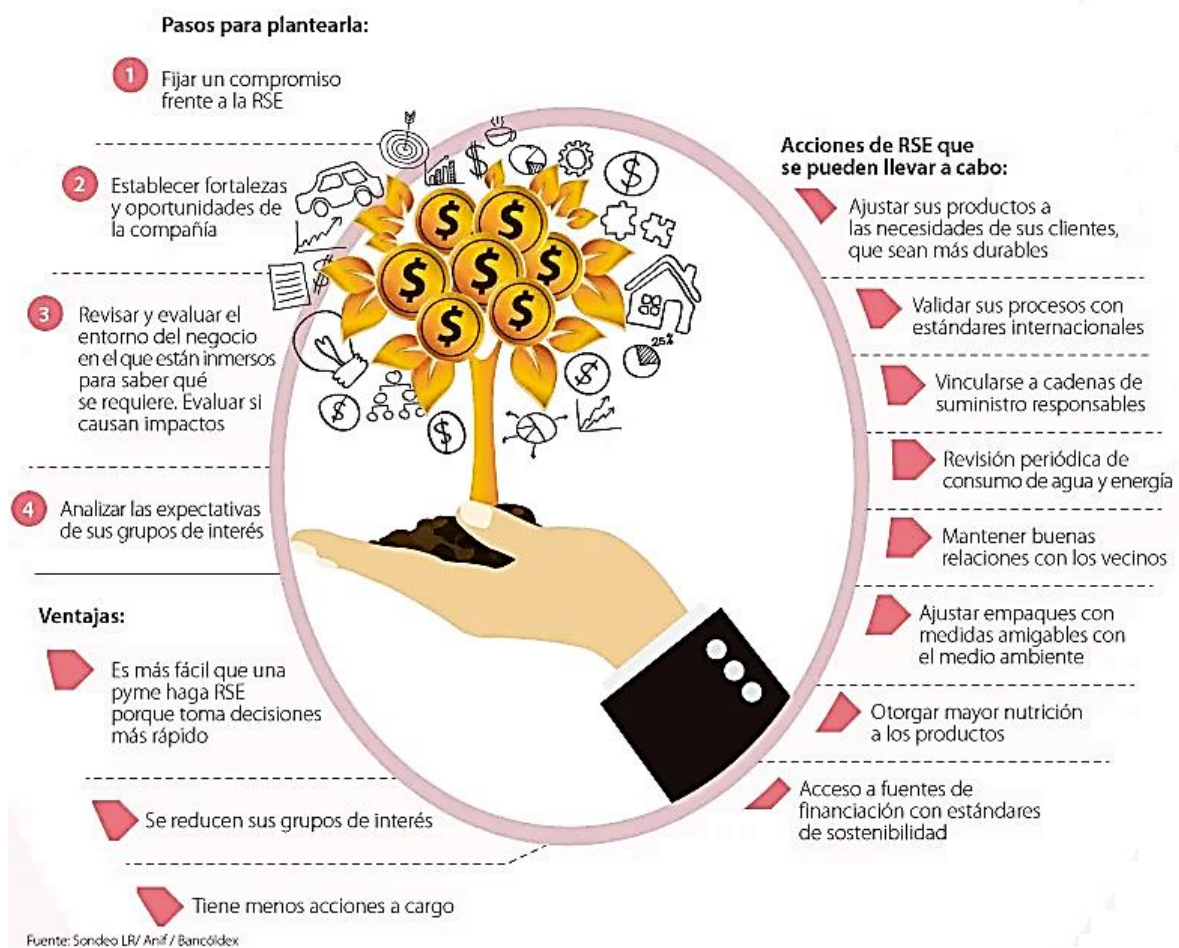 Pasos para plantearla:
1
Fijar un compromiso
frente a la RSE
2
Establecer fortalezas
y oportunidades de
la compañía
3
Revisar y evaluar el
entorno del negocio
en el que están inmersos
para saber qué
se requiere. Evaluar si
causan impactos
4
Analizar las expectativas
de sus grupos de interés
Ventajas:
Es más fácil que una
pyme haga RSE
porque toma decisiones
más rápido
Se reducen sus grupos de interés
Tiene menos acciones a cargo
25%
Acciones de RSE que
se pueden llevar a cabo:
Ajustar sus productos a
las necesidades de sus clientes,
que sean más durables
Validar sus procesos con
estándares internacionales
Vincularse a cadenas de
suministro responsables
Revisión periódica de
consumo de agua y energía
Mantener buenas
relaciones con los vecinos
Ajustar empaques con
medidas amigables con
el medio ambiente
Otorgar mayor nutrición
a los productos
Acceso a fuentes de
financiación con estándares
de sostenibilidad
Fuente: Sondeo LR/ Anif / Bancóldex